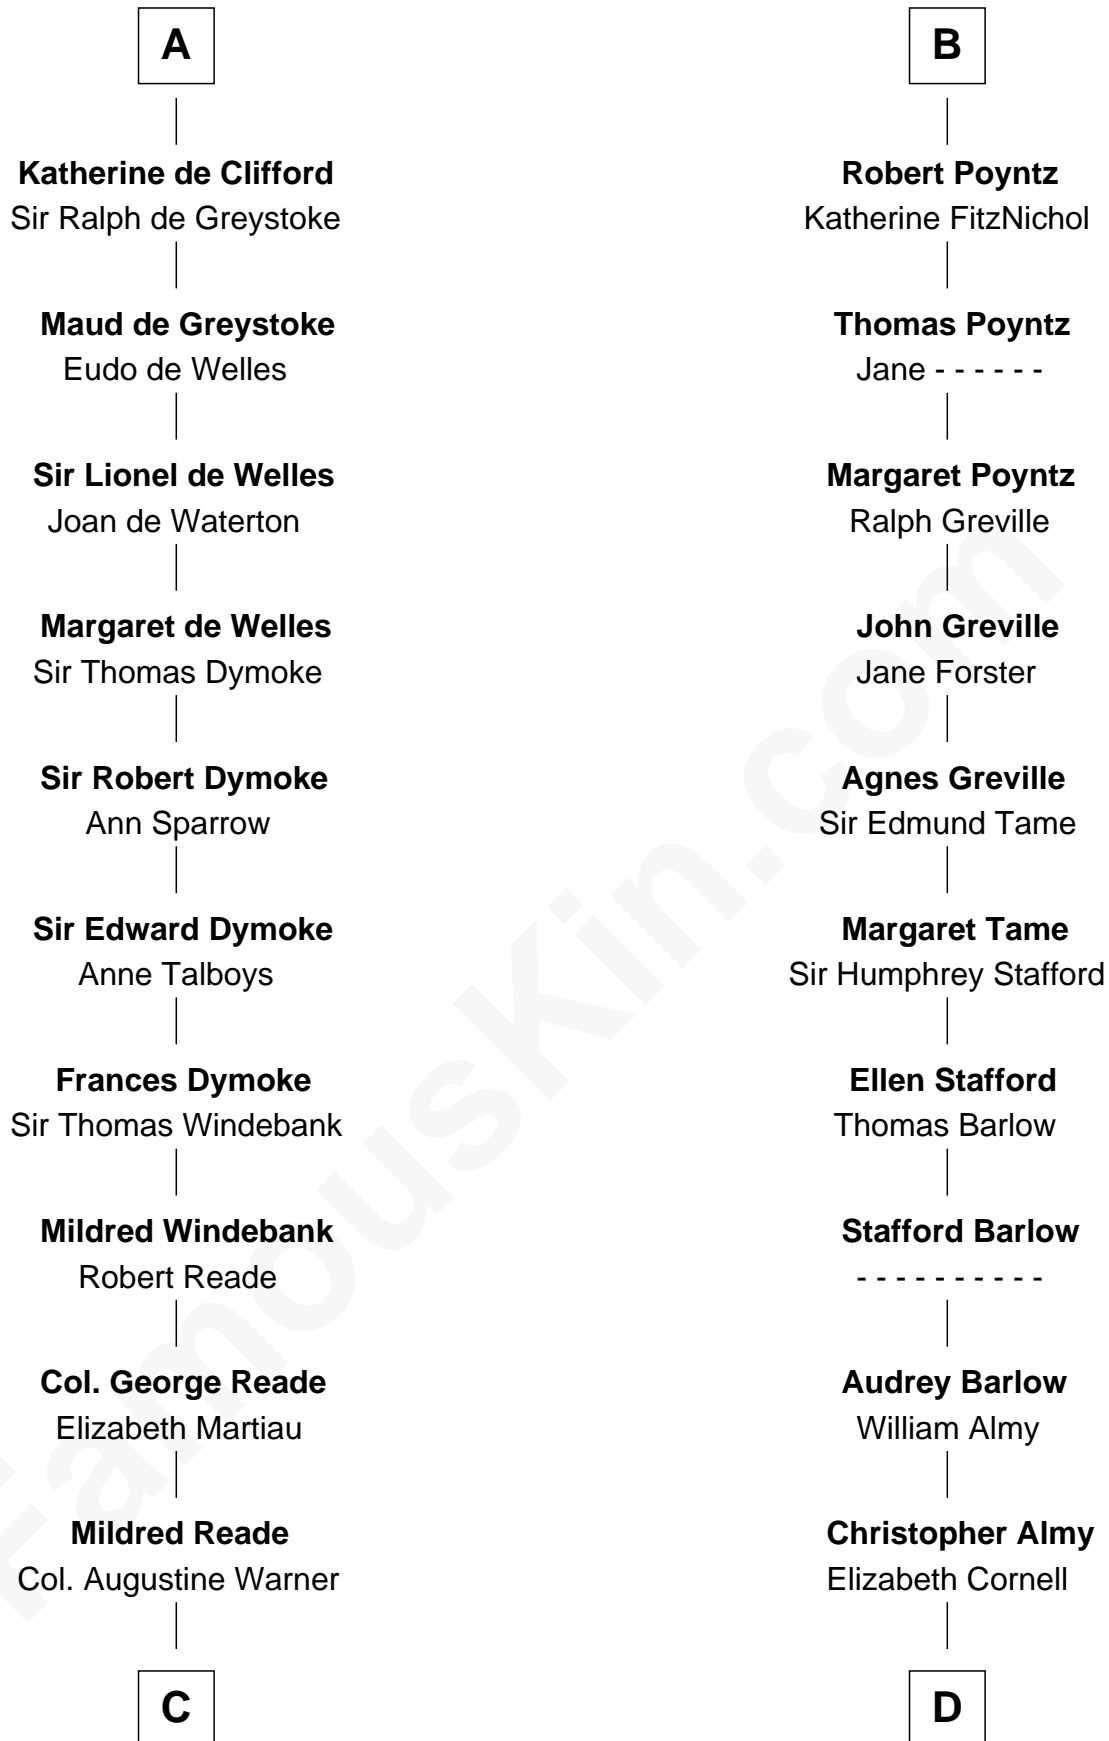 A
Katherine de Clifford
Sir Ralph de Greystoke
Maud de Greystoke
Eudo de Welles
Sir Lionel de Welles
Joan de Waterton
Margaret de Welles
Sir Thomas Dymoke
Sir Robert Dymoke
Ann Sparrow
Sir Edward Dymoke
Anne Talboys
Frances Dymoke
Sir Thomas Windebank
Mildred Windebank
Robert Reade
Col. George Reade
Elizabeth Martiau
Mildred Reade
Col. Augustine Warner
C
B
Robert Poyntz
Katherine FitzNichol
Thomas Poyntz
Jane - - - - - -
Margaret Poyntz
Ralph Greville
John Greville
Jane Forster
Agnes Greville
Sir Edmund Tame
Margaret Tame
Sir Humphrey Stafford
Ellen Stafford
Thomas Barlow
Stafford Barlow
- - - - - - - - - -
Audrey Barlow
William Almy
Christopher Almy
Elizabeth Cornell
D
FamousKin.com